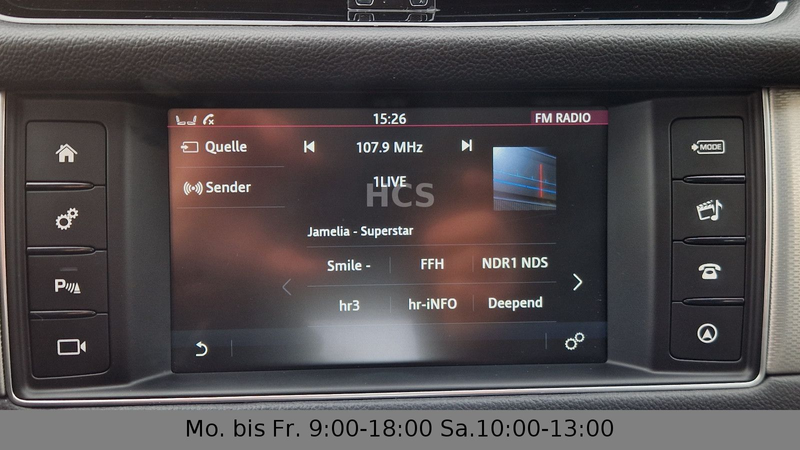 15:26
FM RADIO
Quelle
107.9 MHz
MODE
Sender
1LIVE
HCS
Jamelia - Superstar
Smile -
FFH
NDR1 NDS
hr3
hr-iNFO
Deepend
P
Mo. bis Fr. 9:00-18:00 Sa.10:00-13:00